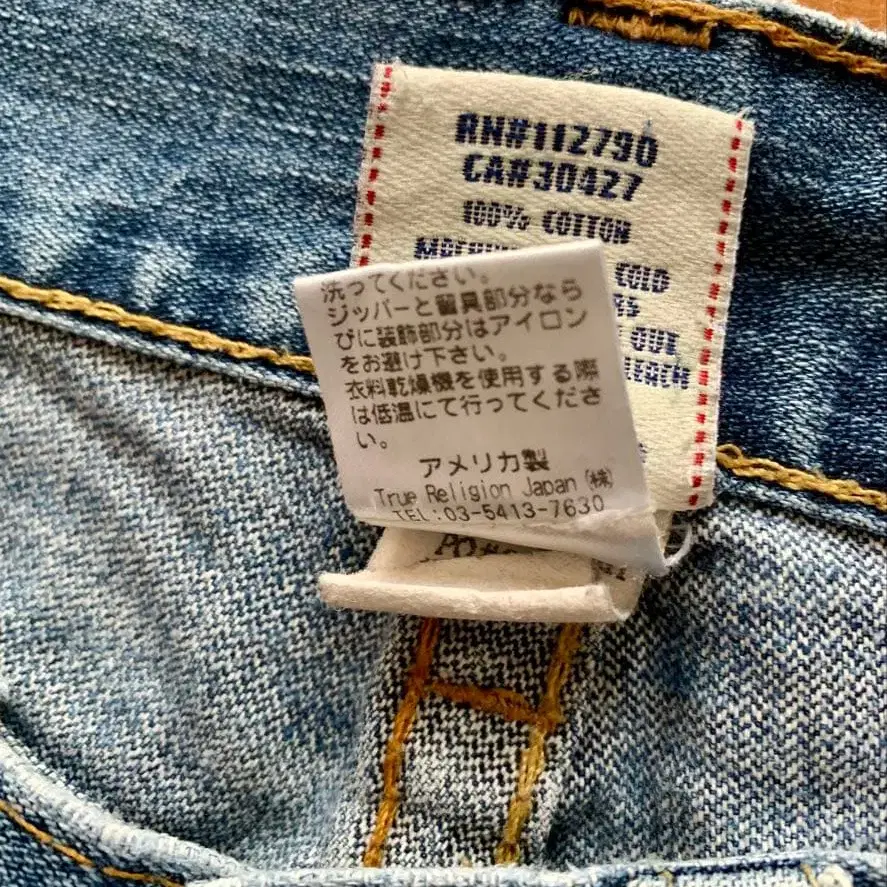 RN#112790
CA#30427
100% COTTON
COLD
OUT
洗ってください。
ジッパーと留具部分なら
びに装飾部分はアイロン
をお避け下さい。
衣料乾燥機を使用する際
は低温にて行ってくださ
い。
アメリカ製
True Religion Japan (株)
TEL:03-5413-7630